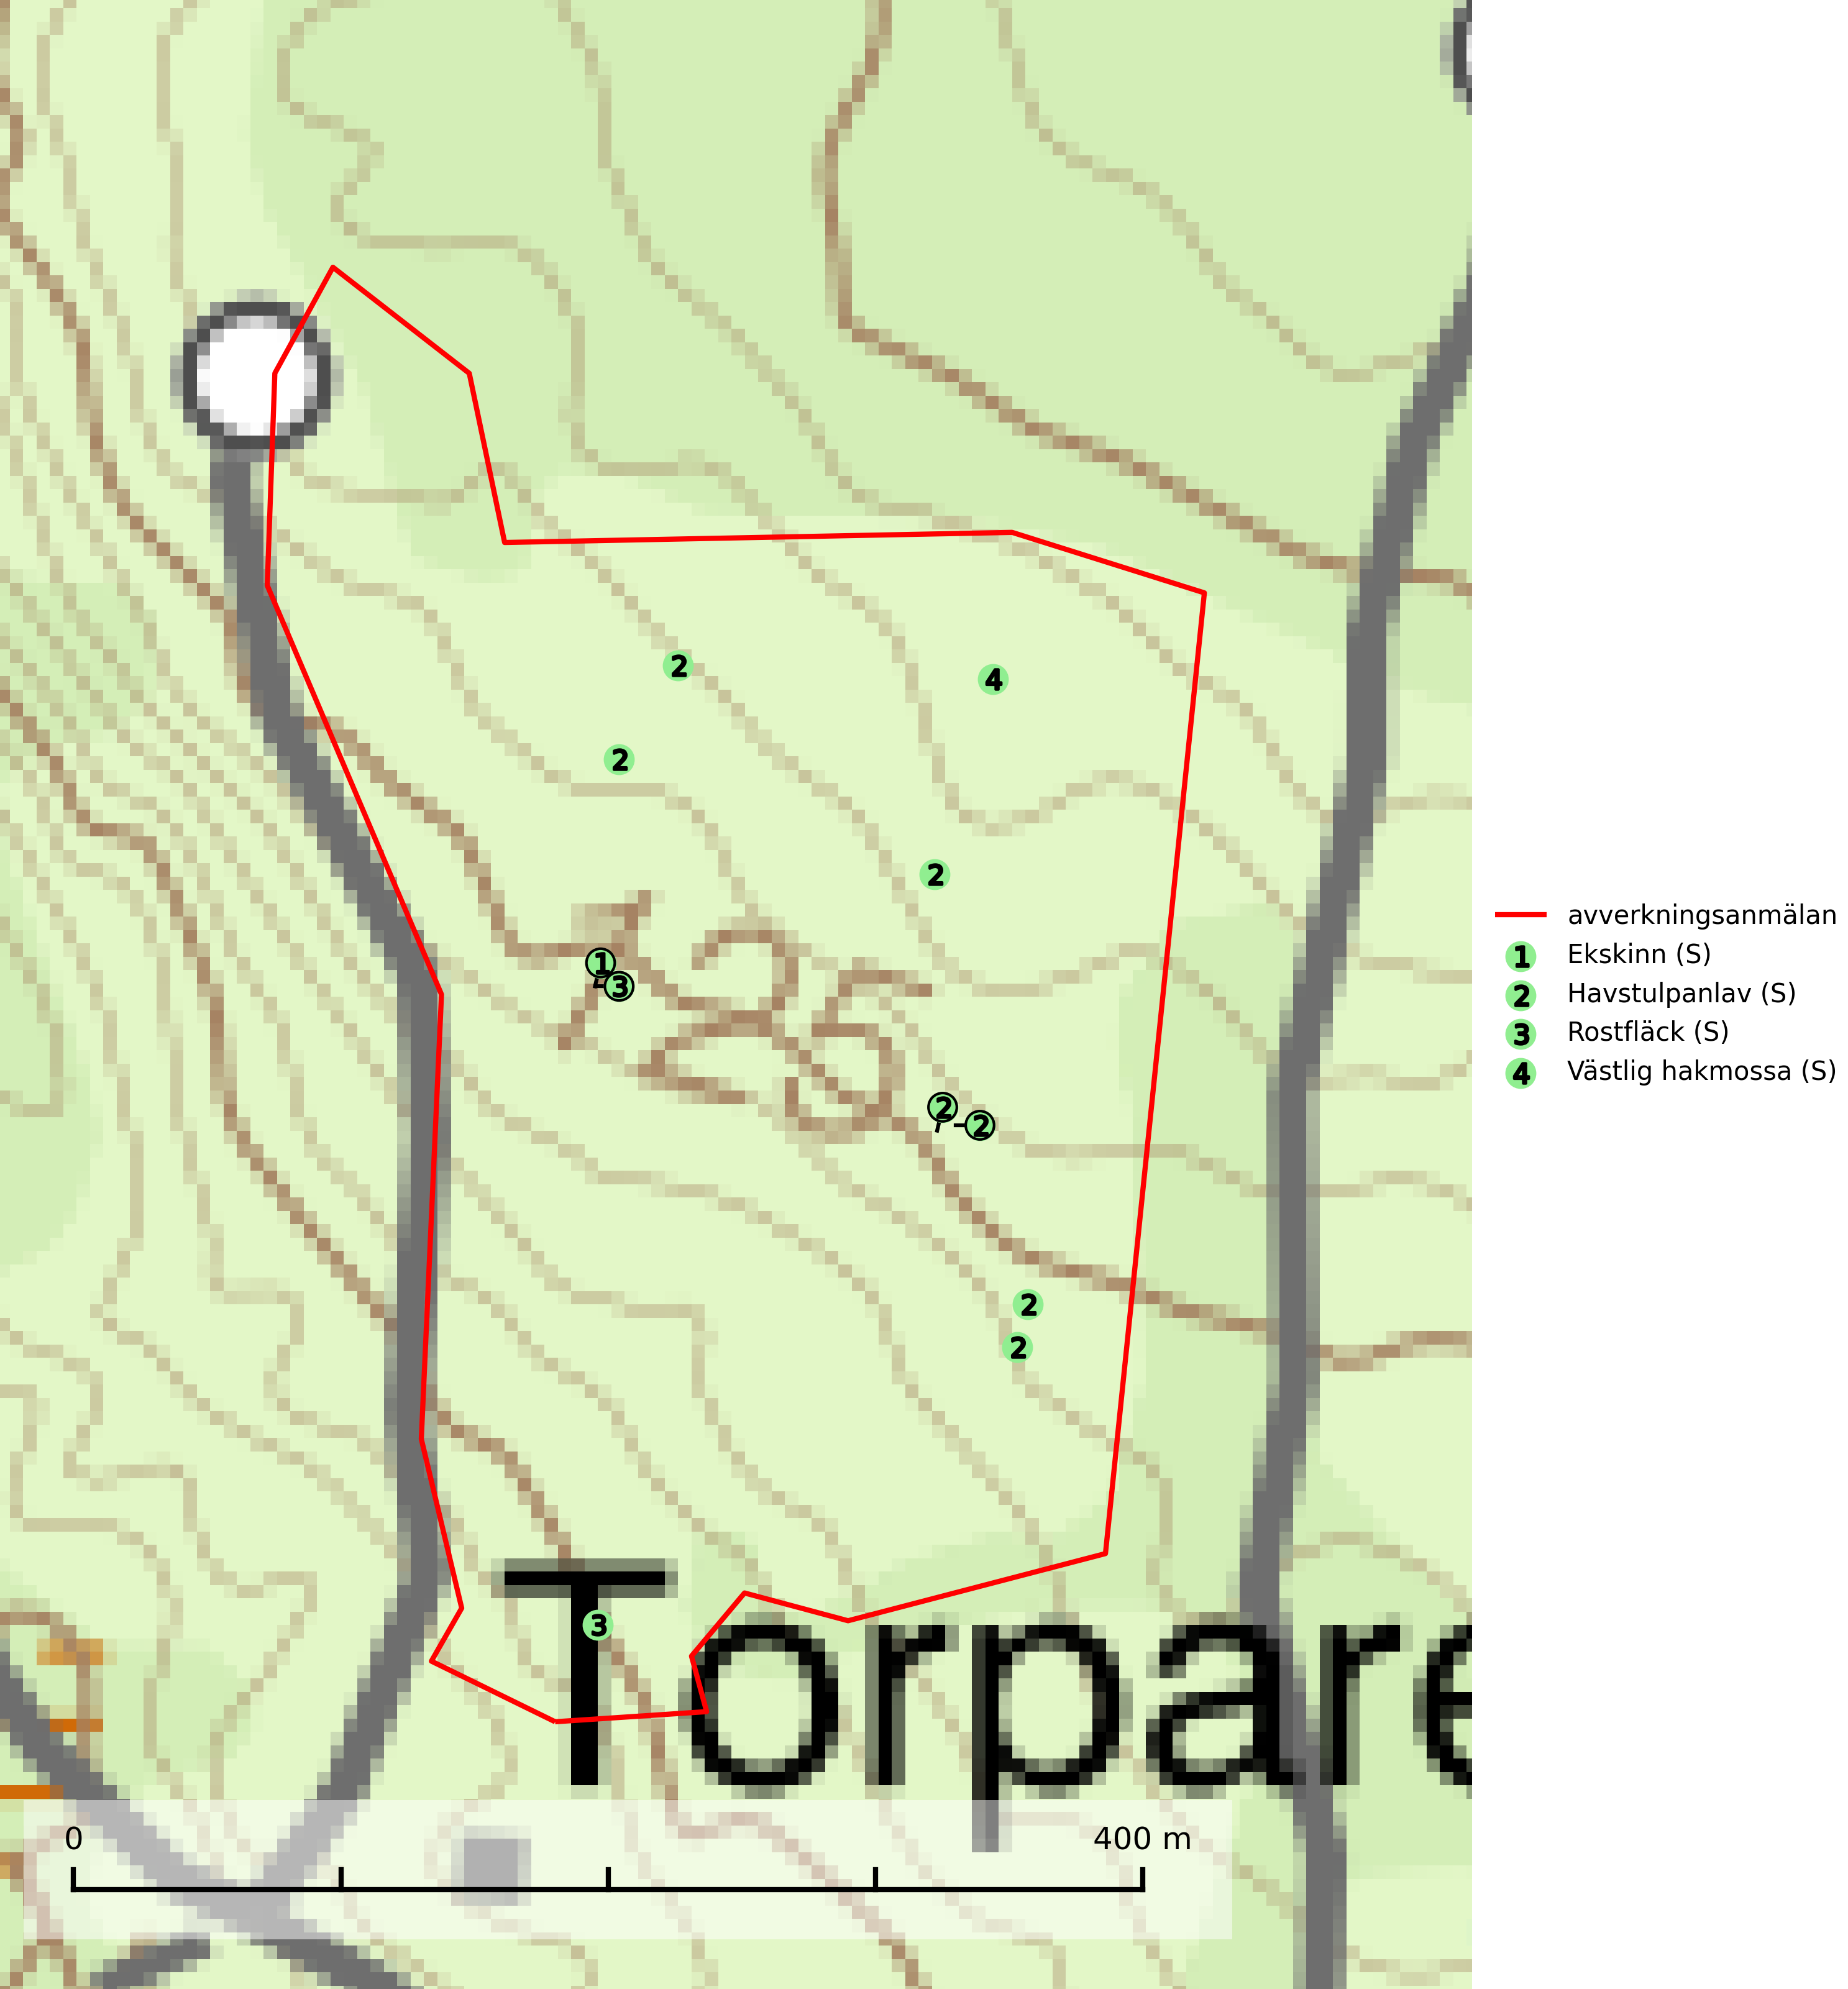 2
4
2
2
125
1
3
2
2
2
2
3
Torpare
0
400 m
avverkningsanmälan
1 Ekskinn (S)
2 Havstulpanlav (S)
3 Rostfläck (S)
4 Västlig hakmossa (S)